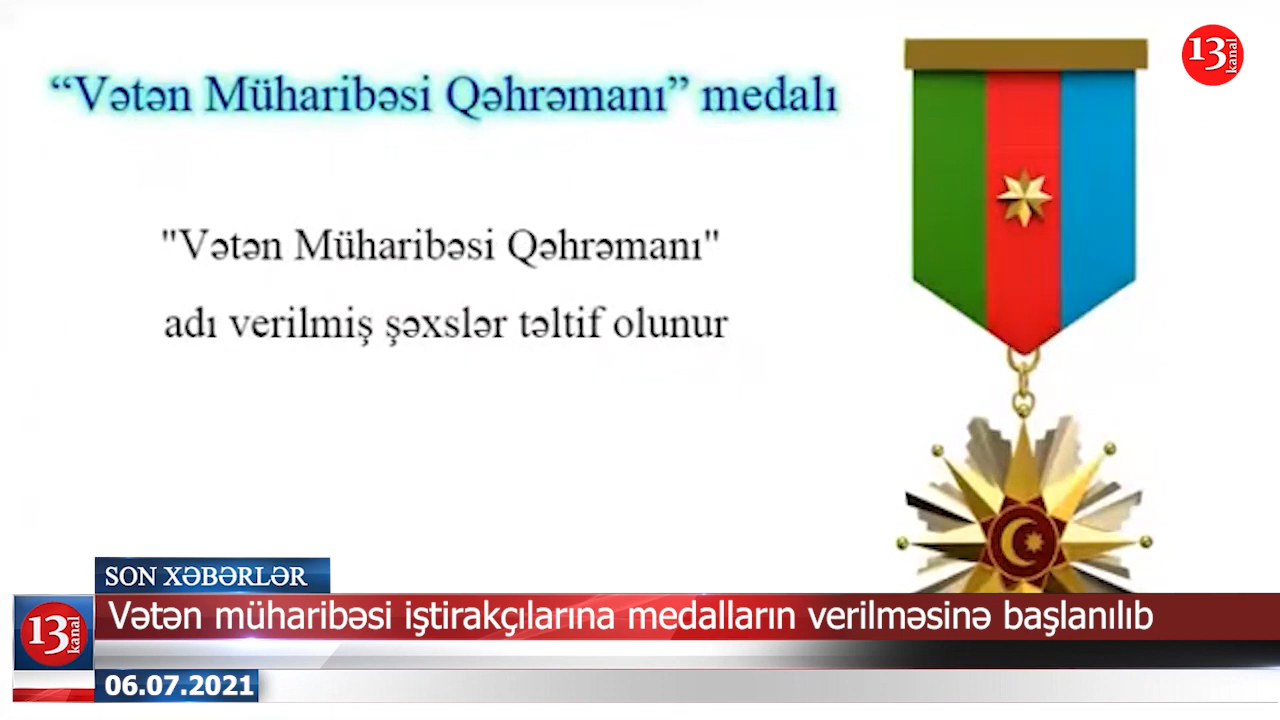 “Vətən Müharibəsi Qəhrəmanı” medalı
13 kanal
"Vətən Müharibəsi Qəhrəmanı"
adı verilmiş şəxslər təltif olunur
SON XƏBƏRLƏR
13 kanal
Vətən müharibəsi iştirakçılarına medalların verilməsinə başlanılıb
06.07.2021